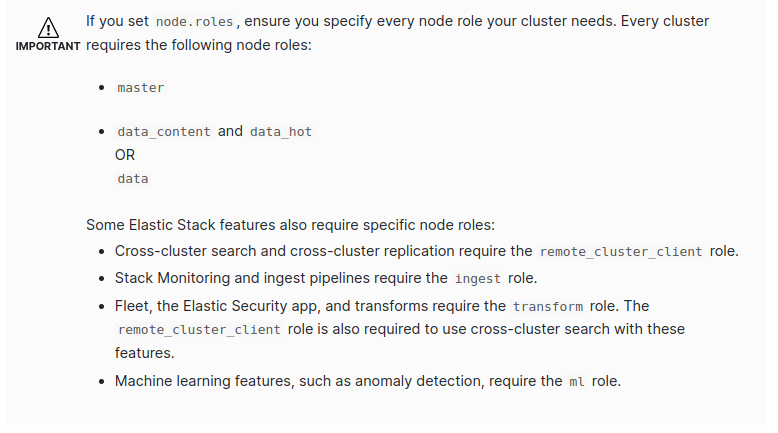 If you set node.roles, ensure you specify every node role your cluster needs. Every cluster
IMPORTANT requires the following node roles:
• master
• data_content and data_hot
OR
data
Some Elastic Stack features also require specific node roles:
• Cross-cluster search and cross-cluster replication require the remote_cluster_client role.
• Stack Monitoring and ingest pipelines require the ingest role.
• Fleet, the Elastic Security app, and transforms require the transform role. The
remote_cluster_client role is also required to use cross-cluster search with these
features.
• Machine learning features, such as anomaly detection, require the ml role.